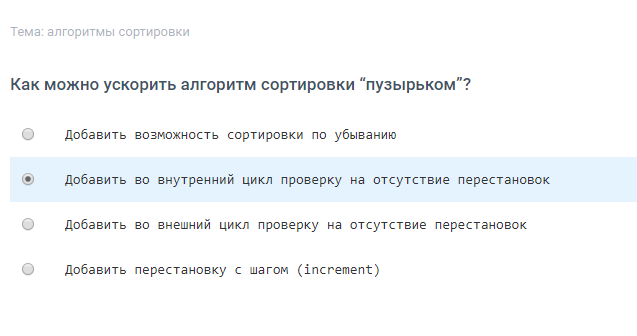 Тема: алгоритмы сортировки
Как можно ускорить алгоритм сортировки “пузырьком”?
Добавить возможность сортировки по убыванию
Добавить во внутренний цикл проверку на отсутствие перестановок
Добавить во внешний цикл проверку на отсутствие перестановок
Добавить перестановку с шагом (increment)